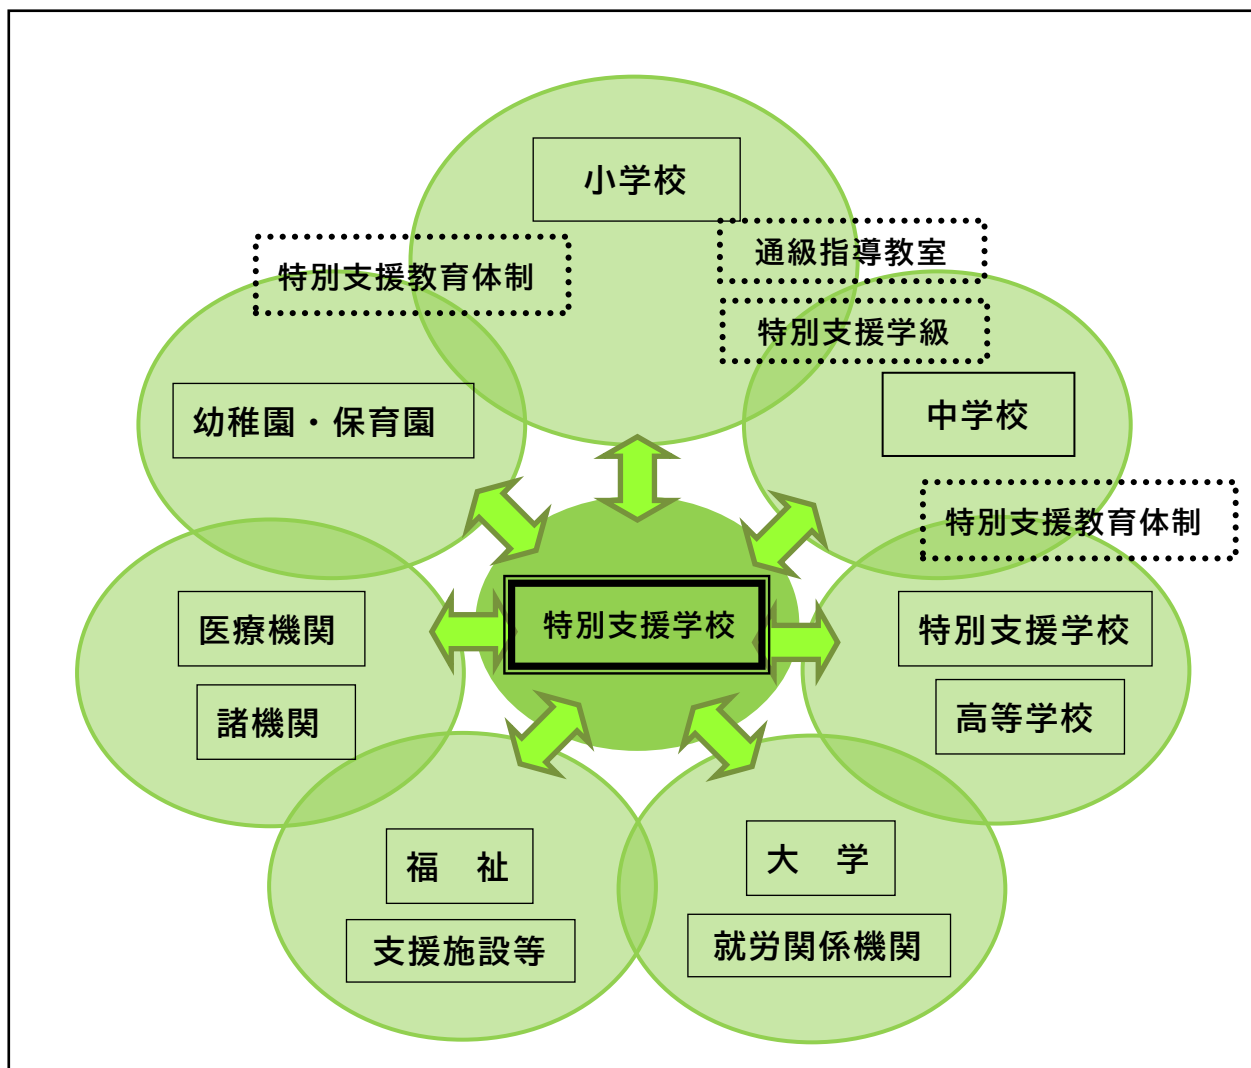 小学校
通級指導教室
特別支援教育体制
特別支援学級
幼稚園・保育園
中学校
特別支援教育体制
医療機関
特別支援学校
特別支援学校
諸機関
高等学校
福　祉
大　学
支援施設等
就労関係機関